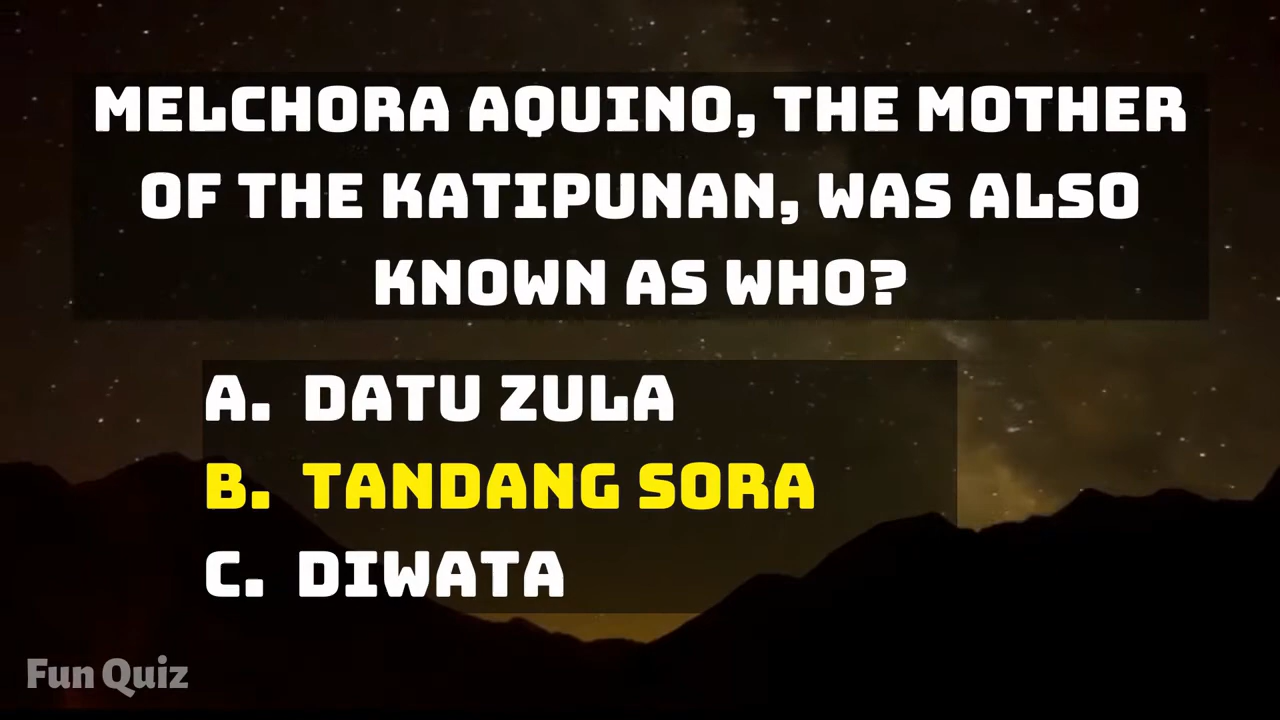 MELCHORA AQUINO, THE MOTHER
OF THE KATIPUNAN, WAS ALSO
KNOWN AS WHO?
A. DATU ZULA
B. TANDANG SORA
C. DIWATA
Fun Quiz